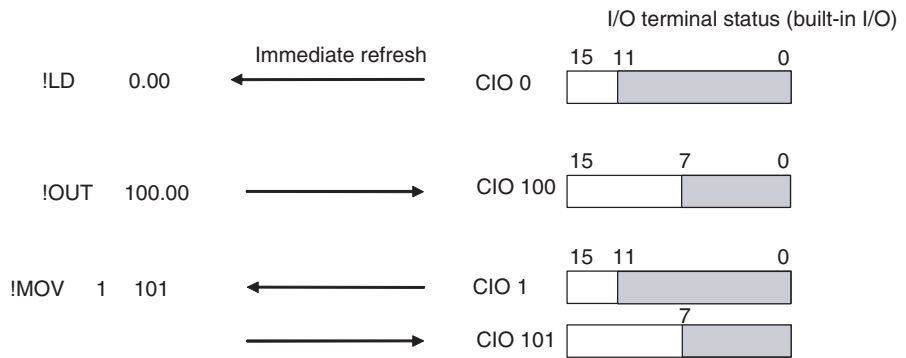 I/O terminal status (built-in I/O)
Immediate refresh
15 11 0
!LD 0.00 CIO 0
15 7 0
!OUT 100.00 CIO 100
15 11 0
!MOV 1 101 CIO 1
7
CIO 101